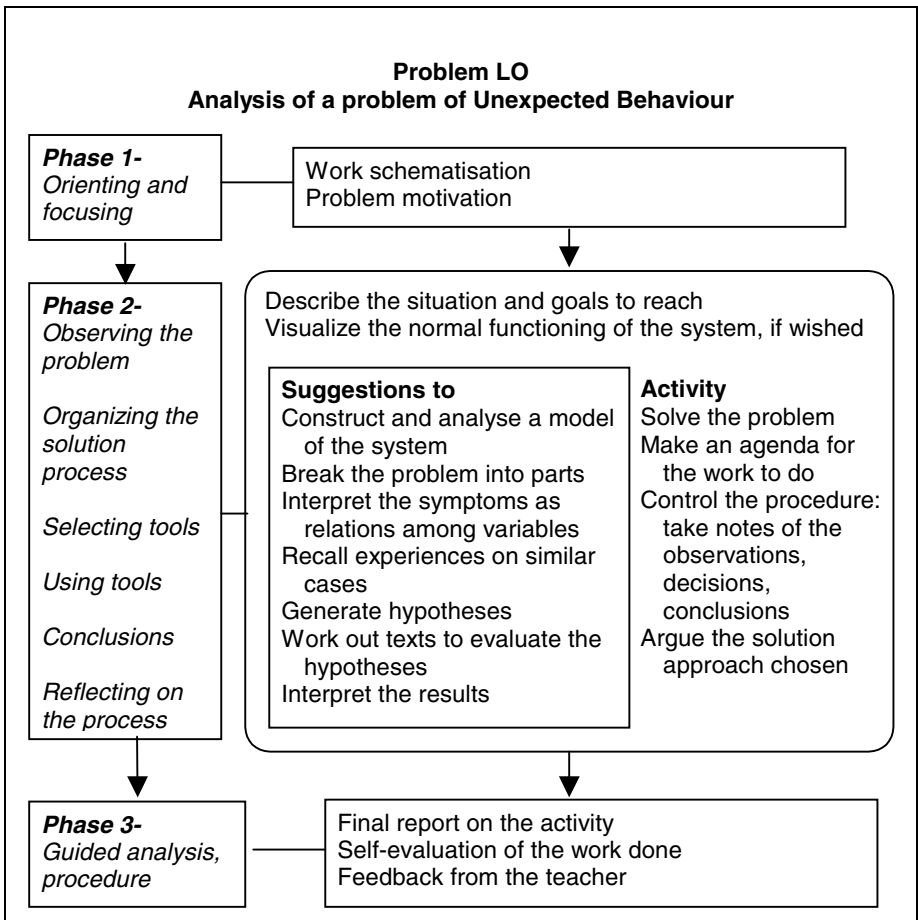 Problem LO
Analysis of a problem of Unexpected Behaviour
Phase 1-
Orienting and
focusing
Work schematisation
Problem motivation
Phase 2-
Observing the
problem
Organizing the
solution
process
Selecting tools
Using tools
Conclusions
Reflecting on
the process
Describe the situation and goals to reach
Visualize the normal functioning of the system, if wished
Suggestions to
Construct and analyse a model
of the system
Break the problem into parts
Interpret the symptoms as
relations among variables
Recall experiences on similar
cases
Generate hypotheses
Work out texts to evaluate the
hypotheses
Interpret the results
Activity
Solve the problem
Make an agenda for
the work to do
Control the procedure:
take notes of the
observations,
decisions,
conclusions
Argue the solution
approach chosen
Phase 3-
Guided analysis,
procedure
Final report on the activity
Self-evaluation of the work done
Feedback from the teacher